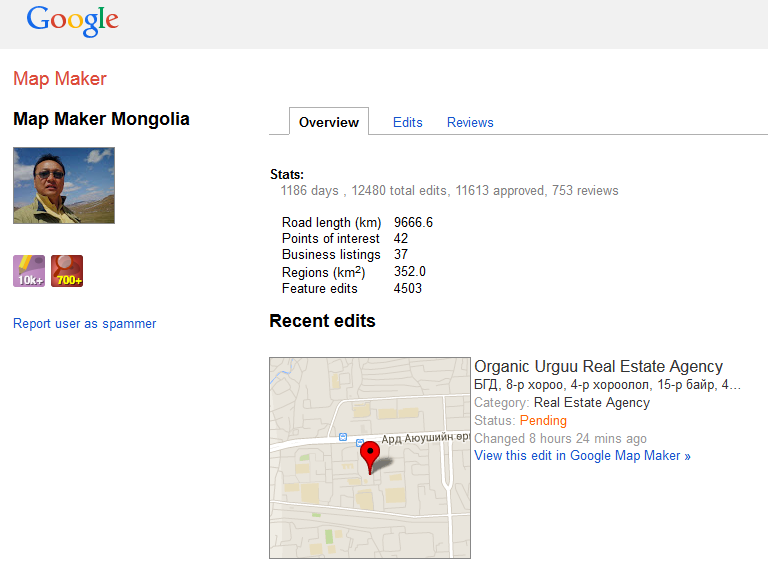 Google
Map Maker
Map Maker Mongolia
Overview
Edits
Reviews
Stats:
1186 days , 12480 total edits, 11613 approved, 753 reviews
Road length (km) 9666.6
Points of interest 42
Business listings 37
Regions (km2) 352.0
Feature edits 4503
10k+
700+
Report user as spammer
Recent edits
Ард Аюушийн өрг
Organic Urguu Real Estate Agency
БГД, 8-р хороо, 4-р хороолол, 15-р байр, 4...
Category: Real Estate Agency
Status: Pending
Changed 8 hours 24 mins ago
View this edit in Google Map Maker »